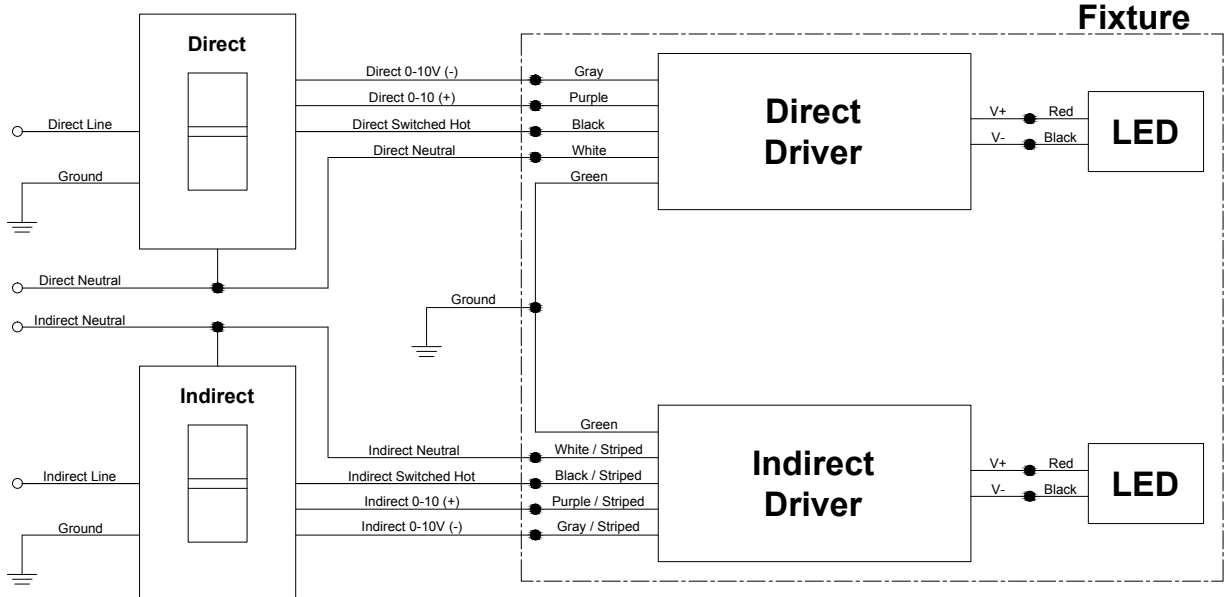 Fixture
Direct
Direct 0-10V (-)
Gray
Direct 0-10 (+)
Purple
Direct Line
Direct Switched Hot
Black
Direct Neutral
White
Ground
Green
Direct
Driver
V+
Red
V-
Black
LED
Direct Neutral
Indirect Neutral
Ground
Indirect
Green
Indirect Neutral
White / Striped
Indirect Line
Indirect Switched Hot
Black / Striped
Indirect 0-10 (+)
Purple / Striped
Ground
Indirect 0-10V (-)
Gray / Striped
Indirect
Driver
V+
Red
V-
Black
LED